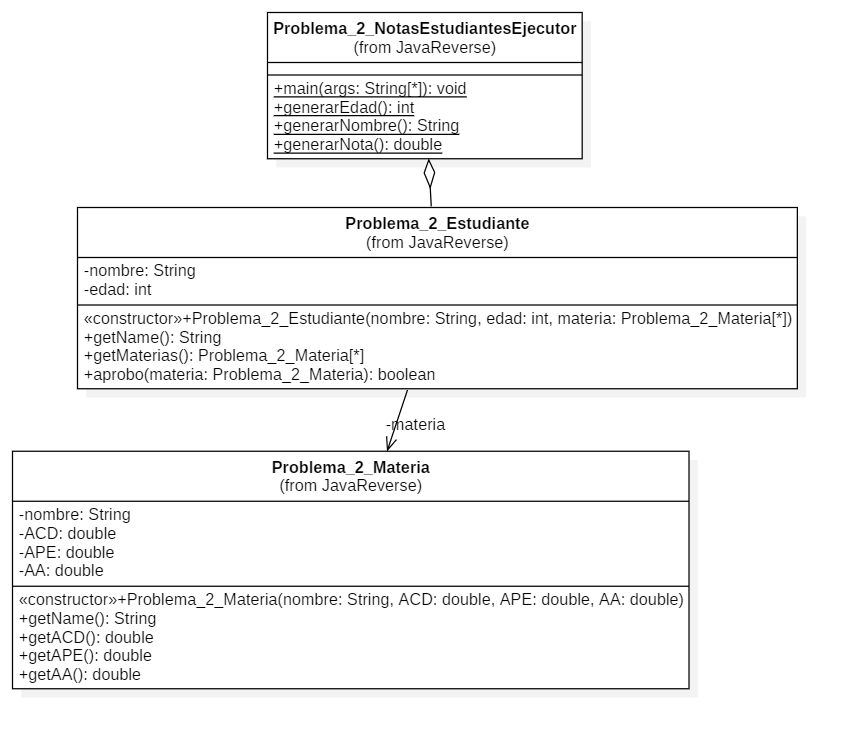 Problema_2_NotasEstudiantesEjecutor
(from JavaReverse)
+main(args: String[*]): void
+generarEdad(): int
+generarNombre(): String
+generarNota(): double
Problema_2_Estudiante
(from JavaReverse)
-nombre: String
-edad: int
«constructor»+Problema_2_Estudiante(nombre: String, edad: int, materia: Problema_2_Materia[*])
+getName(): String
+getMaterias(): Problema_2_Materia[*]
+aprobo(materia: Problema_2_Materia): boolean
-materia
Problema_2_Materia
(from JavaReverse)
-nombre: String
-ACD: double
-APE: double
-AA: double
«constructor»+Problema_2_Materia(nombre: String, ACD: double, APE: double, AA: double)
+getName(): String
+getACD(): double
+getAPE(): double
+getAA(): double